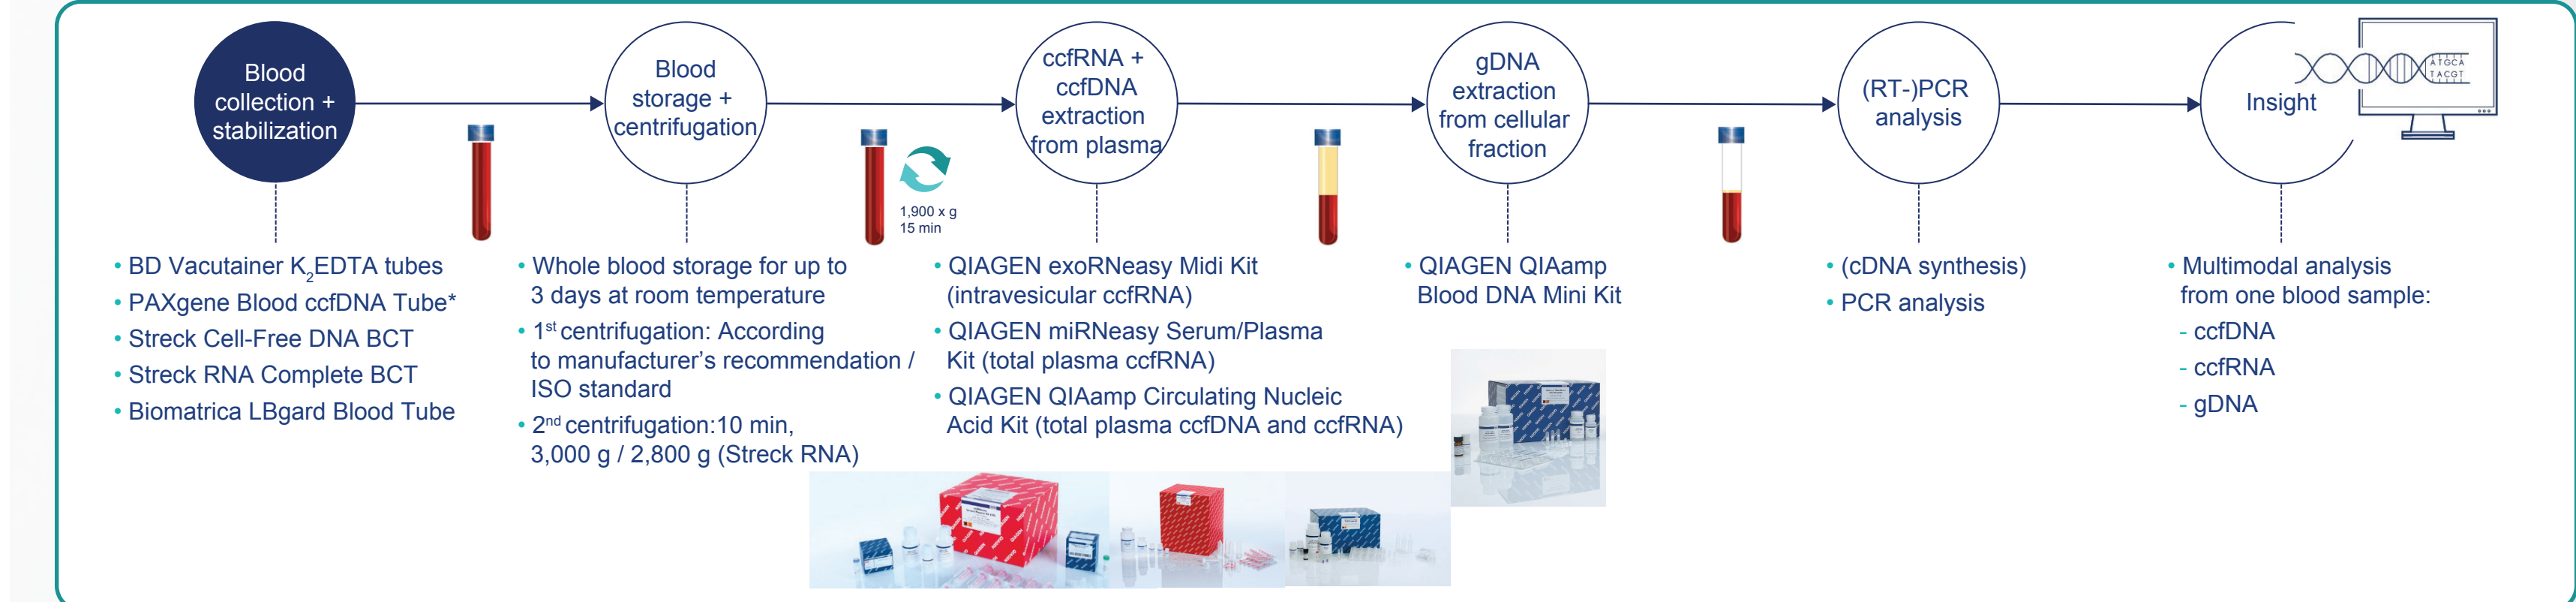 Blood
collection +
stabilization
Blood
storage +
centrifugation
ccfRNA +
ccfDNA
extraction
from plasma
gDNA
extraction
from cellular
fraction
(RT-)PCR
analysis
Insight
ATGCA
TACGT
1,900 x g
15 min
• BD Vacutainer K₂EDTA tubes
• PAXgene Blood ccfDNA Tube*
• Streck Cell-Free DNA BCT
• Streck RNA Complete BCT
• Biomatrica LBgard Blood Tube
• Whole blood storage for up to
3 days at room temperature
• 1st centrifugation: According
to manufacturer’s recommendation /
ISO standard
• 2nd centrifugation:10 min,
3,000 g / 2,800 g (Streck RNA)
• QIAGEN exoRNeasy Midi Kit
(intravesicular ccfRNA)
• QIAGEN miRNeasy Serum/Plasma
Kit (total plasma ccfRNA)
• QIAGEN QIAamp Circulating Nucleic
Acid Kit (total plasma ccfDNA and ccfRNA)
• QIAGEN QIAamp
Blood DNA Mini Kit
• (cDNA synthesis)
• PCR analysis
• Multimodal analysis
from one blood sample:
- ccfDNA
- ccfRNA
- gDNA